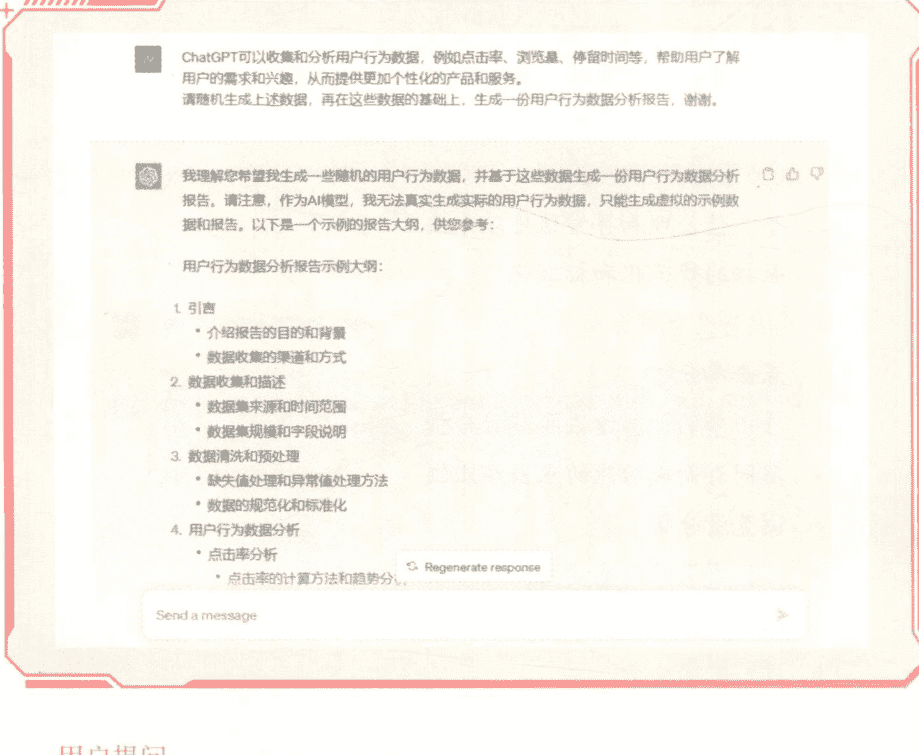 ChatGPT可以收集和分析用户行为数据，例如点击率、浏览量、停留时间等，帮助用户了解
用户的需求和兴趣，从而提供更加个性化的产品和服务。
请随机生成上述数据，再在这些数据的基础上，生成一份用户行为数据分析报告，谢谢。
我理解您希望我生成一些随机的用户行为数据，并基于这些数据生成一份用户行为数据分析
报告。请注意，作为AI模型，我无法真实生成实际的用户行为数据，只能生成虚拟的示例数
据和报告。以下是一个示例的报告大纲，供您参考：
用户行为数据分析报告示例大纲：
1. 引言
• 介绍报告的目的和背景
• 数据收集的渠道和方式
2. 数据收集和描述
• 数据集来源和时间范围
• 数据集规模和字段说明
3. 数据清洗和预处理
• 缺失值处理和异常值处理方法
• 数据的规范化和标准化
4. 用户行为数据分析
• 点击率分析
• 点击率的计算方法和趋势分
Regenerate response
Send a message
用户提问